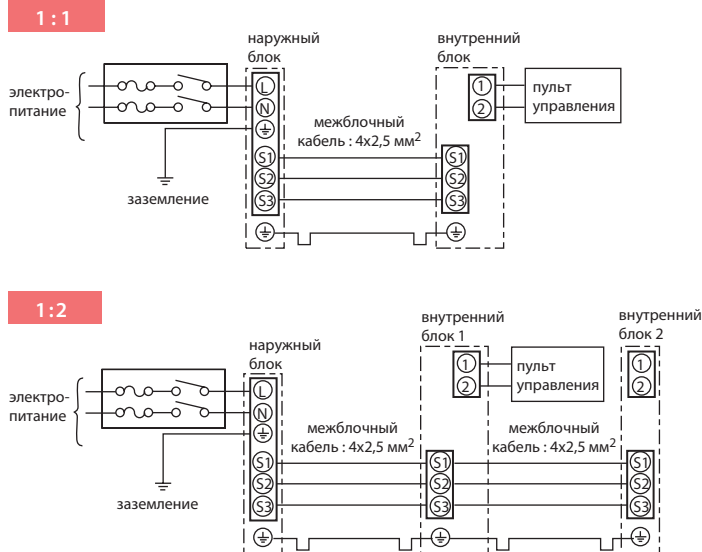 1 : 1
наружный
блок
внутренний
блок
электро-
питание
L
N
S1
S2
S3
заземление
межблочный
кабель : 4x2,5 мм²
1
2
S1
S2
S3
пульт
управления
1:2
наружный
блок
внутренний
блок 1
внутренний
блок 2
электро-
питание
L
N
S1
S2
S3
заземление
межблочный
кабель : 4x2,5 мм²
1
2
S1
S2
S3
пульт
управления
межблочный
кабель : 4x2,5 мм²
1
2
S1
S2
S3